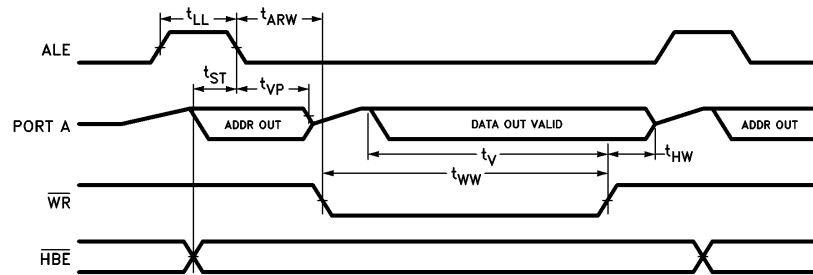 tLL
tARW
ALE
tST
tVP
PORT A
ADDR OUT
DATA OUT VALID
ADDR OUT
tV
tHW
tWW
WR
HBE